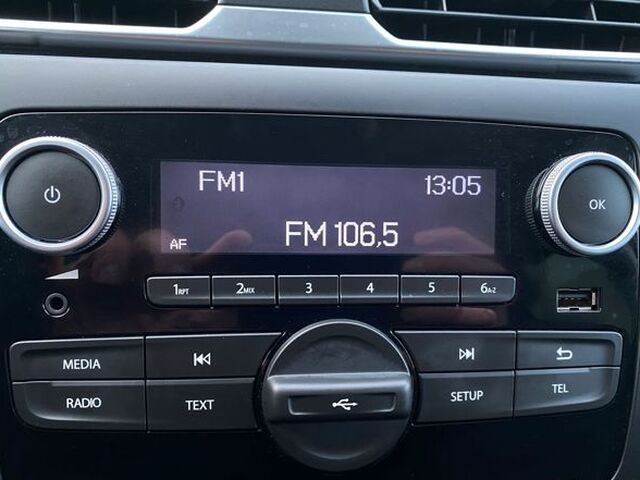 FM1 13:05
FM 106,5
AF
OK
1RPT 2MIX 3 4 5 6A-Z
MEDIA
RADIO TEXT SETUP TEL